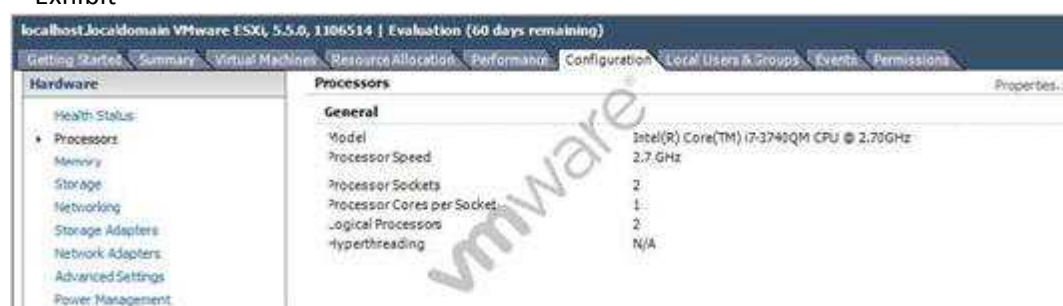 Exhibit
localhost.localdomain VMware ESXi, 5.5.0, 1106514 | Evaluation (60 days remaining)
Getting Started Summary Virtual Machines Resource Allocation Performance Configuration Local Users & Groups Events Permissions
Hardware
Health Status
Processors
Memory
Storage
Networking
Storage Adapters
Network Adapters
Advanced Settings
Power Management
Processors Properties...
General
Model Intel(R) Core(TM) i7-3740QM CPU @ 2.70GHz
Processor Speed 2.7 GHz
Processor Sockets 2
Processor Cores per Socket 1
Logical Processors 2
Hyperthreading N/A
vmware